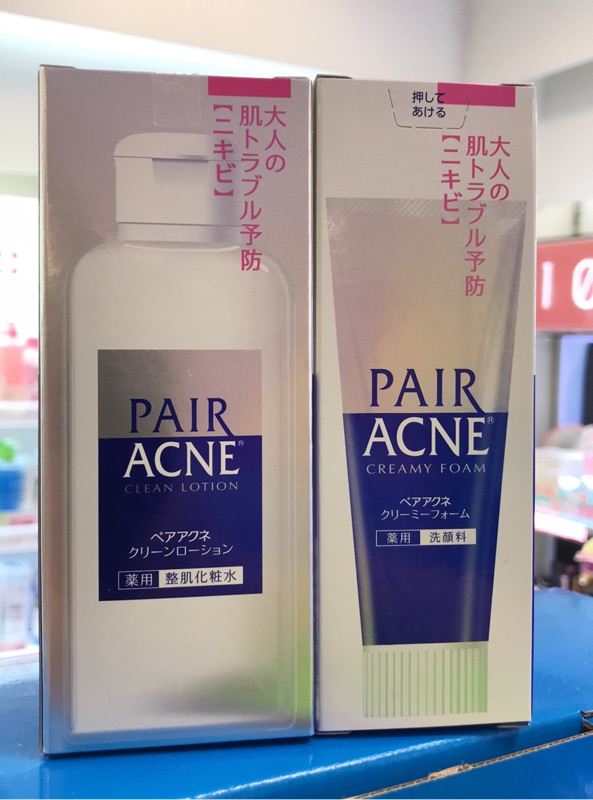 大人の
肌トラブル予防
【ニキビ】
PAIR
ACNE®
CLEAN LOTION
ペアアクネ
クリーンローション
薬用 整肌化粧水
押して
あける
大人の
肌トラブル予防
【ニキビ】
PAIR
ACNE®
CREAMY FOAM
ペアアクネ
クリーミーフォーム
薬用 洗顔料
10